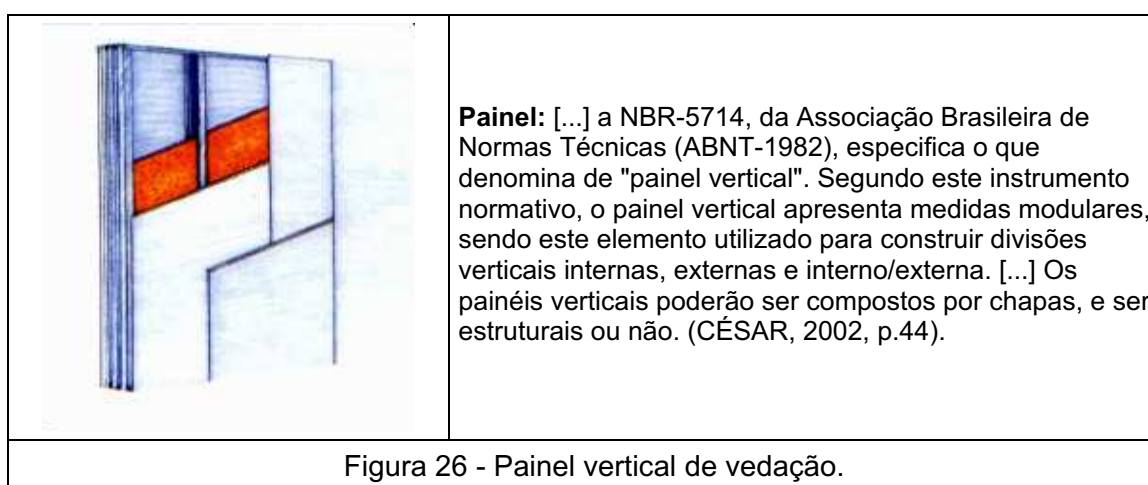 Painel: [...] a NBR-5714, da Associação Brasileira de
Normas Técnicas (ABNT-1982), especifica o que
denomina de "painel vertical". Segundo este instrumento
normativo, o painel vertical apresenta medidas modulares,
sendo este elemento utilizado para construir divisões
verticais internas, externas e interno/externa. [...] Os
painéis verticais poderão ser compostos por chapas, e ser
estruturais ou não. (CÉSAR, 2002, p.44).
Figura 26 - Painel vertical de vedação.